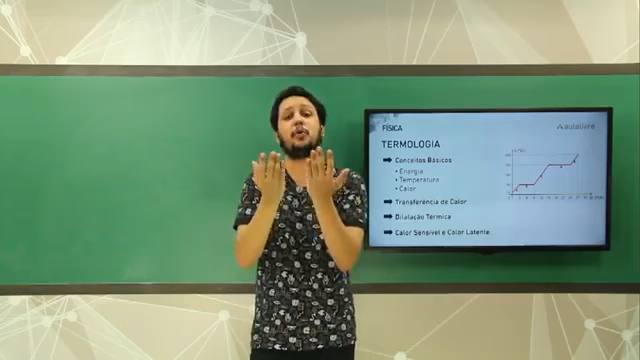 FÍSICA
aulalivre
TERMOLOGIA
Conceitos Básicos
• Energia
• Temperatura
• Calor
Transferência de Calor
Dilatação Térmica
Calor Sensível e Calor Latente